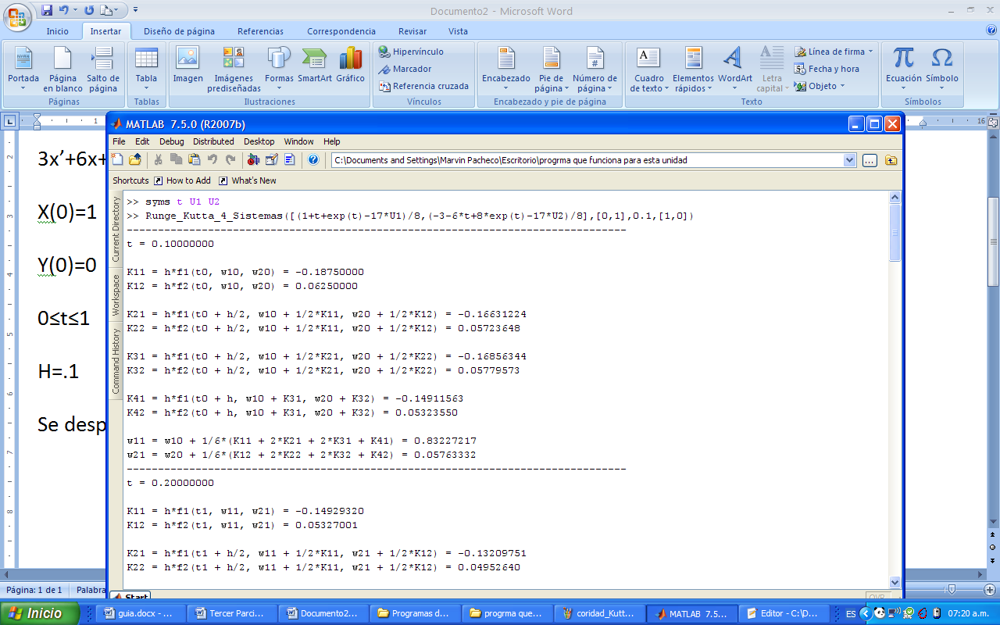 Documento2 - Microsoft Word
Inicio Insertar Diseño de página Referencias Correspondencia Revisar Vista
Portada Página en blanco Salto de página
Páginas
Tabla
Tablas
Imagen Imágenes prediseñadas Formas SmartArt Gráfico
Ilustraciones
Hipervínculo
Marcador
Referencia cruzada
Vínculos
Encabezado Pie de página Número de página
Encabezado y pie de página
Cuadro de texto Elementos rápidos WordArt Letra capital
Línea de firma
Fecha y hora
Objeto
Texto
Ecuación Símbolo
Símbolos
1 16
3x’+6x+
X(0)=1
Y(0)=0
0≤t≤1
H=.1
Se desp
2
3
4
5
6
7
8
MATLAB 7.5.0 (R2007b)
File Edit Debug Distributed Desktop Window Help
C:\Documents and Settings\Marvin Pacheco\Escritorio\progrma que funciona para esta unidad
Shortcuts How to Add What's New
Current Directory
Workspace
Command History
>> syms t U1 U2
>> Runge_Kutta_4_Sistemas([(1+t+exp(t)-17*U1)/8,(-3-6*t+8*exp(t)-17*U2)/8],[0,1],0.1,[1,0])
--------------------------------------------------------------------------------
t = 0.10000000
K11 = h*f1(t0, w10, w20) = -0.18750000
K12 = h*f2(t0, w10, w20) = 0.06250000
K21 = h*f1(t0 + h/2, w10 + 1/2*K11, w20 + 1/2*K12) = -0.16631224
K22 = h*f2(t0 + h/2, w10 + 1/2*K11, w20 + 1/2*K12) = 0.05723648
K31 = h*f1(t0 + h/2, w10 + 1/2*K21, w20 + 1/2*K22) = -0.16856344
K32 = h*f2(t0 + h/2, w10 + 1/2*K21, w20 + 1/2*K22) = 0.05779573
K41 = h*f1(t0 + h, w10 + K31, w20 + K32) = -0.14911563
K42 = h*f2(t0 + h, w10 + K31, w20 + K32) = 0.05323550
w11 = w10 + 1/6*(K11 + 2*K21 + 2*K31 + K41) = 0.83227217
w21 = w20 + 1/6*(K12 + 2*K22 + 2*K32 + K42) = 0.05763332
--------------------------------------------------------------------------------
t = 0.20000000
K11 = h*f1(t1, w11, w21) = -0.14929320
K12 = h*f2(t1, w11, w21) = 0.05327001
K21 = h*f1(t1 + h/2, w11 + 1/2*K11, w21 + 1/2*K12) = -0.13209751
K22 = h*f2(t1 + h/2, w11 + 1/2*K11, w21 + 1/2*K12) = 0.04952640
Start
OVR
Página: 1 de 1 Palabra
Inicio guia.docx - ... Tercer Parci... Documento2... Programas d... progrma que... coridad_Kutt... MATLAB 7.5.... Editor - C:\D... ES 07:20 a.m.